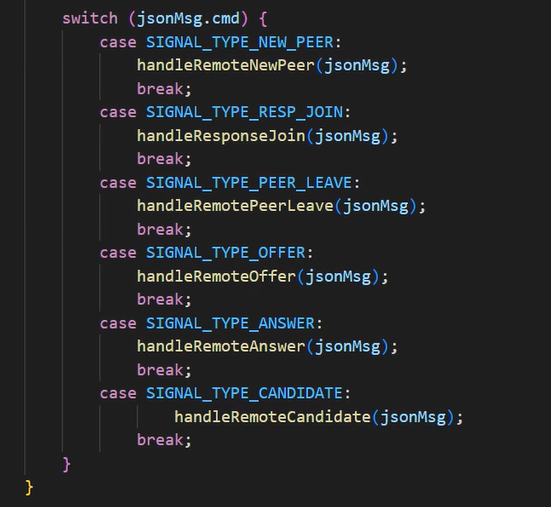 switch (jsonMsg.cmd) {
case SIGNAL_TYPE_NEW_PEER:
handleRemoteNewPeer(jsonMsg);
break;
case SIGNAL_TYPE_RESP_JOIN:
handleResponseJoin(jsonMsg);
break;
case SIGNAL_TYPE_PEER_LEAVE:
handleRemotePeerLeave(jsonMsg);
break;
case SIGNAL_TYPE_OFFER:
handleRemoteOffer(jsonMsg);
break;
case SIGNAL_TYPE_ANSWER:
handleRemoteAnswer(jsonMsg);
break;
case SIGNAL_TYPE_CANDIDATE:
handleRemoteCandidate(jsonMsg);
break;
}
}